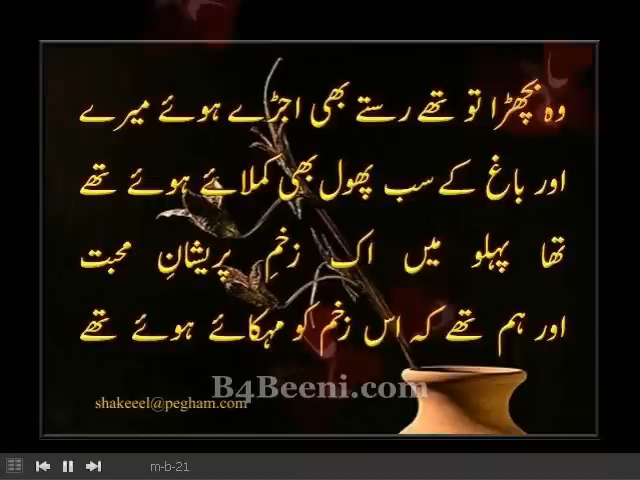 وہ بچھڑا تو تھے رستے بھی اجڑے ہوئے میرے
اور باغ کے سب پھول بھی کملائے ہوئے تھے
تھا پہلو میں اک زخمِ پریشانِ محبت
اور ہم تھے کہ اس زخم کو مہکائے ہوئے تھے
B4Beeni.com
shakeeel@pegham.com
m-b-21